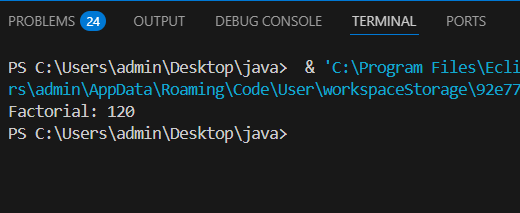 PROBLEMS 24 OUTPUT DEBUG CONSOLE TERMINAL PORTS
PS C:\Users\admin\Desktop\java>  & 'C:\Program Files\Ecli
rs\admin\AppData\Roaming\Code\User\workspaceStorage\92e77
Factorial: 120
PS C:\Users\admin\Desktop\java>